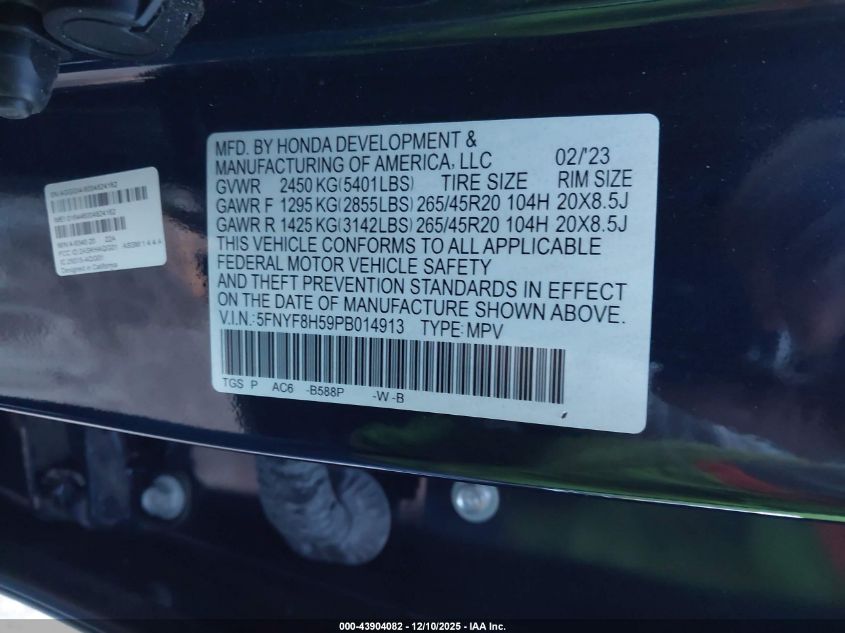 MFD. BY HONDA DEVELOPMENT &
MANUFACTURING OF AMERICA, LLC 02/'23
GVWR 2450 KG(5401LBS) TIRE SIZE RIM SIZE
GAWR F 1295 KG(2855LBS) 265/45R20 104H 20X8.5J
GAWR R 1425 KG(3142LBS) 265/45R20 104H 20X8.5J
THIS VEHICLE CONFORMS TO ALL APPLICABLE
FEDERAL MOTOR VEHICLE SAFETY
AND THEFT PREVENTION STANDARDS IN EFFECT
ON THE DATE OF MANUFACTURE SHOWN ABOVE.
V.I.N.:5FNYF8H59PB014913 TYPE:MPV
TGS P AC6 -B588P -W -B
Designed in California
000-43904082 - 12/10/2025 - IAA Inc.